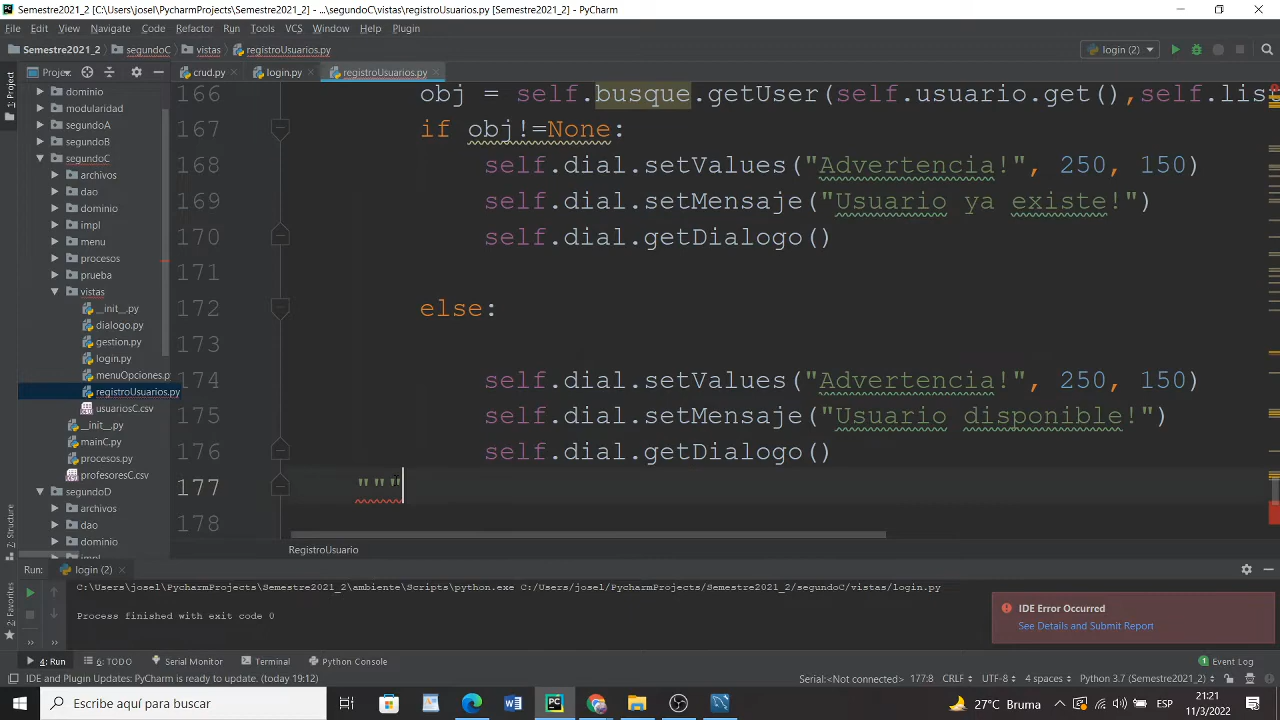 Semestre2021_2 [C:\Users\josel\PycharmProjects\Semestre2021_2] - ...\segundoC\vistas\registroUsuarios.py [Semestre2021_2] - PyCharm
File Edit View Navigate Code Refactor Run Tools VCS Window Help Plugin
Semestre2021_2 segundoC vistas registroUsuarios.py login (2)
1: Project
Projec crud.py login.py registroUsuarios.py
dominio
modularidad
segundoA
segundoB
segundoC
archivos
dao
dominio
impl
menu
procesos
prueba
vistas
__init__.py
dialogo.py
gestion.py
login.py
menuOpciones.p
registroUsuarios.py
usuariosC.csv
__init__.py
mainC.py
procesos.py
profesoresC.csv
segundoD
archivos
dao
dominio
impl
166 obj = self.busque.getUser(self.usuario.get(),self.lis
167 if obj!=None:
168 self.dial.setValues("Advertencia!", 250, 150)
169 self.dial.setMensaje("Usuario ya existe!")
170 self.dial.getDialogo()
171
172 else:
173
174 self.dial.setValues("Advertencia!", 250, 150)
175 self.dial.setMensaje("Usuario disponible!")
176 self.dial.getDialogo()
177 """
178
RegistroUsuario
7: Structure
2: Favorites
Run: login (2)
C:\Users\josel\PycharmProjects\Semestre2021_2\ambiente\Scripts\python.exe C:/Users/josel/PycharmProjects/Semestre2021_2/segundoC/vistas/login.py
Process finished with exit code 0
IDE Error Occurred
See Details and Submit Report
4: Run 6: TODO Serial Monitor Terminal Python Console 1 Event Log
IDE and Plugin Updates: PyCharm is ready to update. (today 19:12) Serial:<Not connected> 177:8 CRLF UTF-8 4 spaces Python 3.7 (Semestre2021_2)
Escribe aquí para buscar
27°C Bruma ESP 21:21
11/3/2022